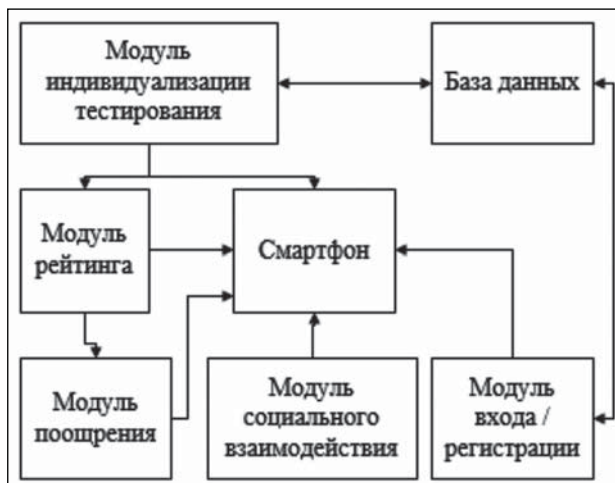 Модуль
индивидуализации
тестирования
База данных
Модуль
рейтинга
Смартфон
Модуль
поощрения
Модуль
социального
взаимодействия
Модуль
входа /
регистрации